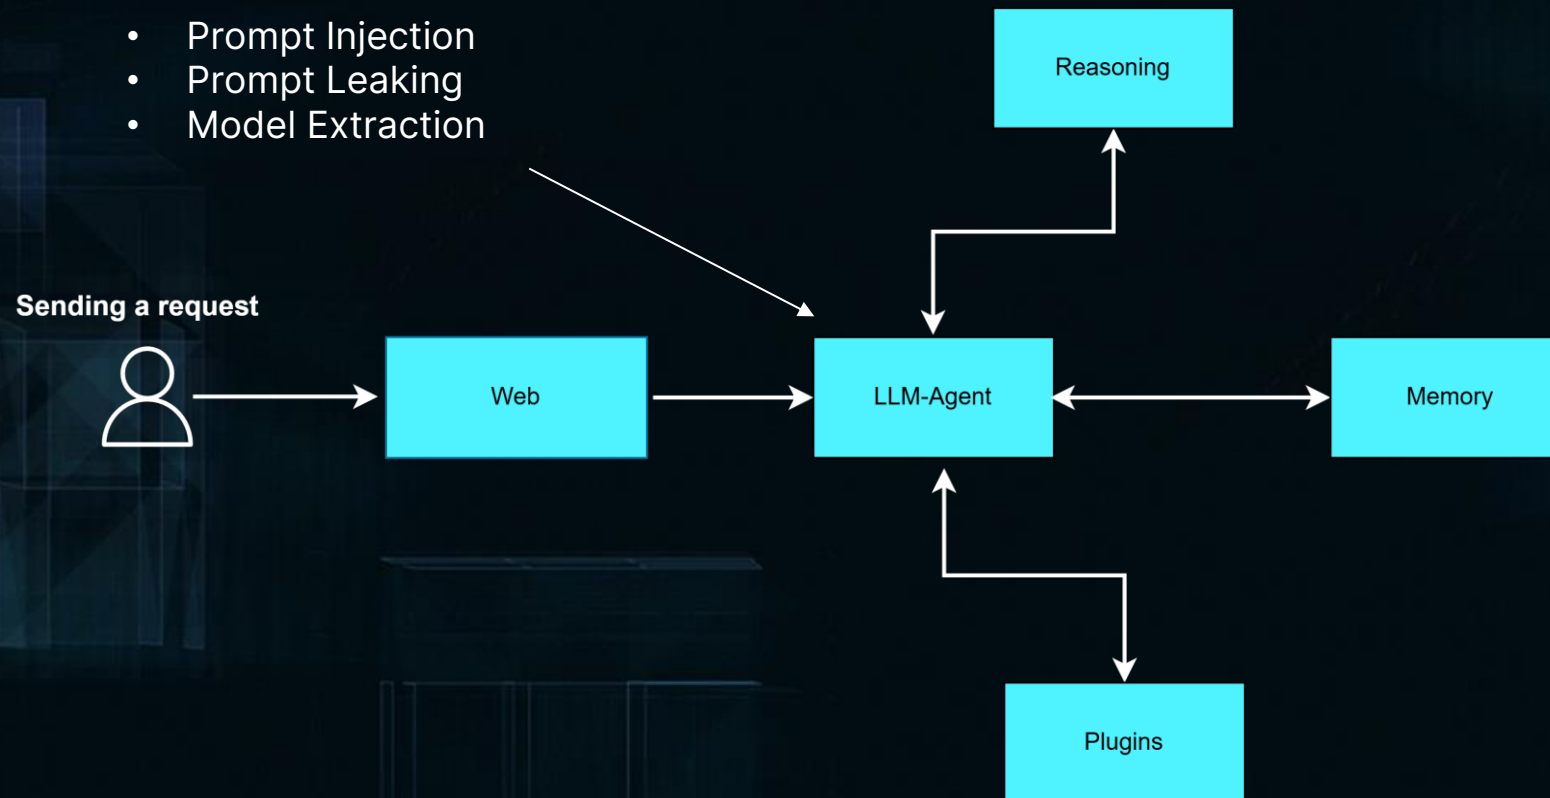 • Prompt Injection
• Prompt Leaking
• Model Extraction
Reasoning
Sending a request
Web
LLM-Agent
Memory
Plugins